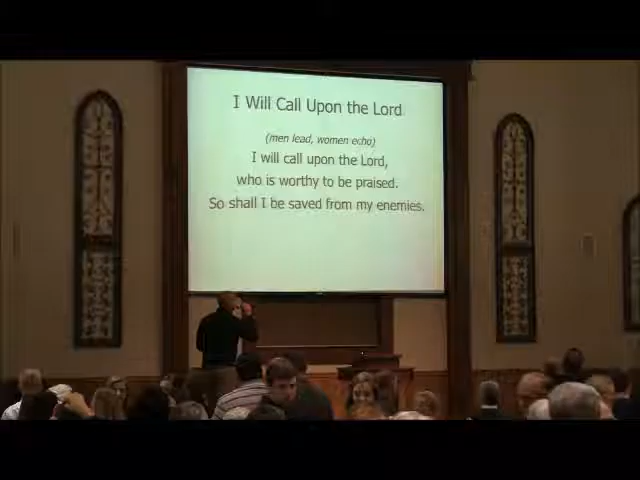 I Will Call Upon the Lord
(men lead, women echo)
I will call upon the Lord,
who is worthy to be praised.
So shall I be saved from my enemies.